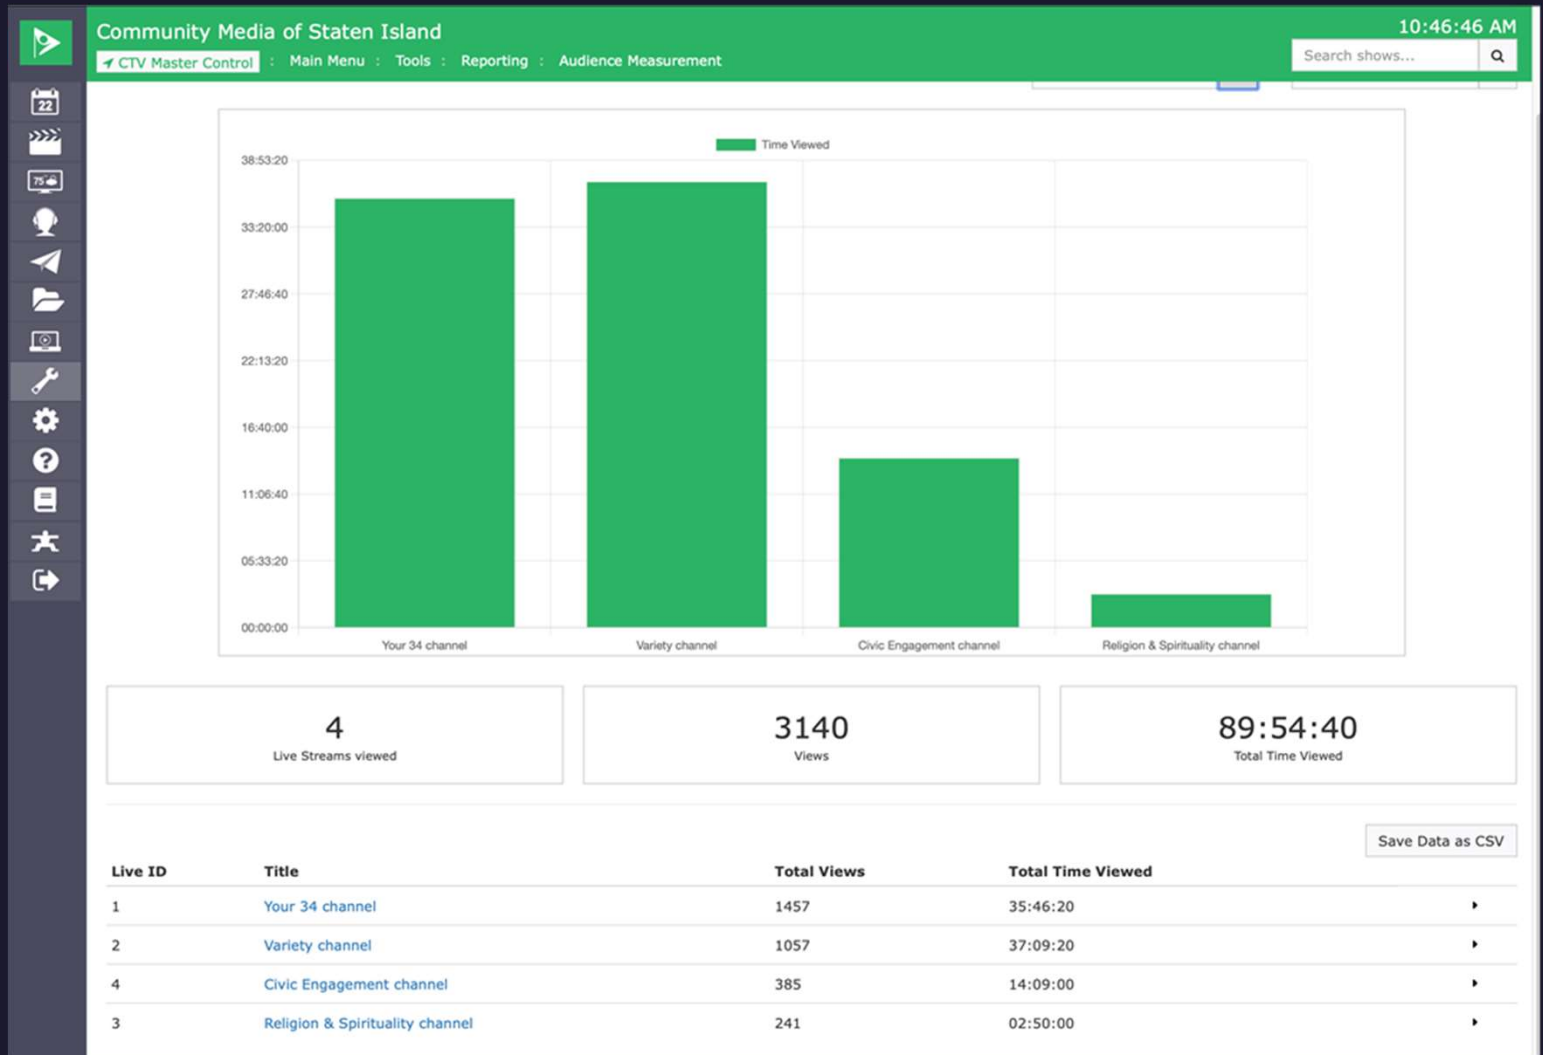 Community Media of Staten Island
10:46:46 AM
CTV Master Control : Main Menu : Tools : Reporting : Audience Measurement
Search shows...
22
75°
Time Viewed
38:53:20
33:20:00
27:46:40
22:13:20
16:40:00
11:06:40
05:33:20
00:00:00
Your 34 channel Variety channel Civic Engagement channel Religion & Spirituality channel
4 3140 89:54:40
Live Streams viewed Views Total Time Viewed
Save Data as CSV
Live ID Title Total Views Total Time Viewed
1 Your 34 channel 1457 35:46:20
2 Variety channel 1057 37:09:20
4 Civic Engagement channel 385 14:09:00
3 Religion & Spirituality channel 241 02:50:00